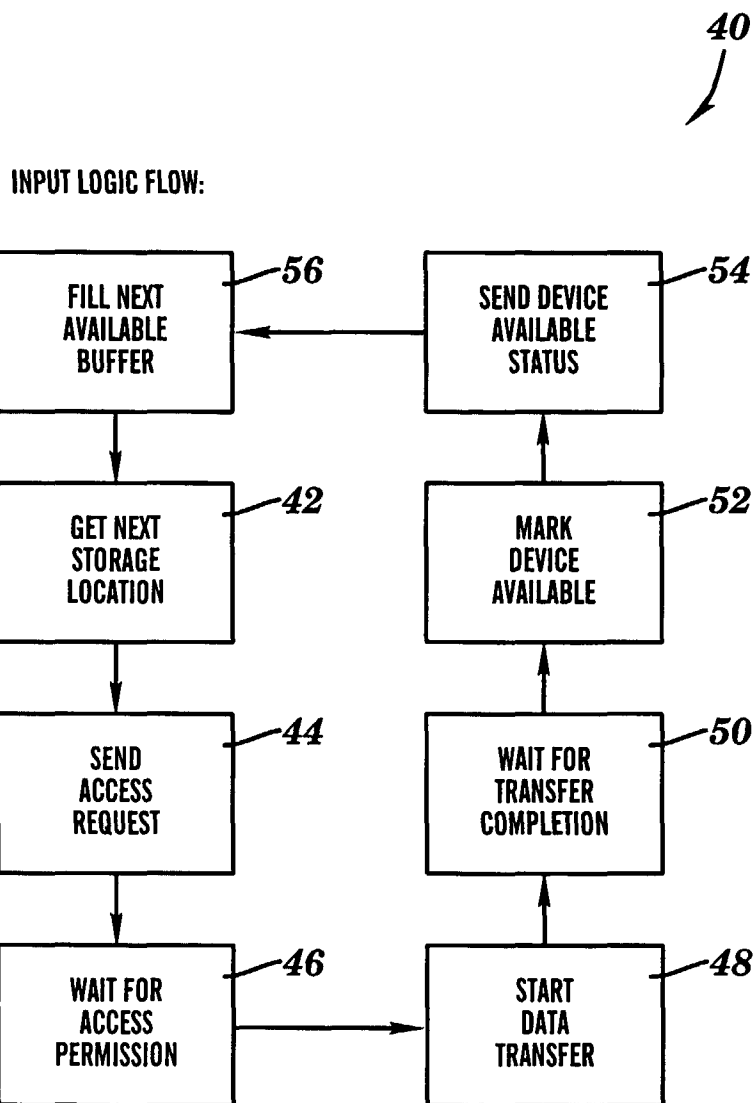 40
INPUT LOGIC FLOW:
FILL NEXT
AVAILABLE
BUFFER
56
SEND DEVICE
AVAILABLE
STATUS
54
GET NEXT
STORAGE
LOCATION
42
MARK
DEVICE
AVAILABLE
52
SEND
ACCESS
REQUEST
44
WAIT FOR
TRANSFER
COMPLETION
50
WAIT FOR
ACCESS
PERMISSION
46
START
DATA
TRANSFER
48